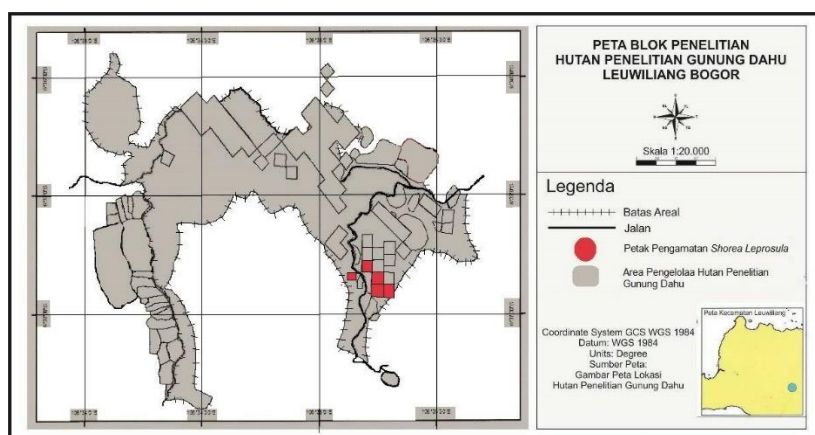 PETA BLOK PENELITIAN
HUTAN PENELITIAN GUNUNG DAHU
LEUWILIANG BOGOR
Skala 1:20.000
Legenda
Batas Areal
Jalan
Petak Pengamatan Shorea Leprosula
Area Pengelolaa Hutan Penelitian
Gunung Dahu
Coordinate System GCS WGS 1984
Datum: WGS 1984
Units: Degree
Sumber Peta:
Gambar Peta Lokasi
Hutan Penelitian Gunung Dahu
Peta Kecamatan Leuwiliang